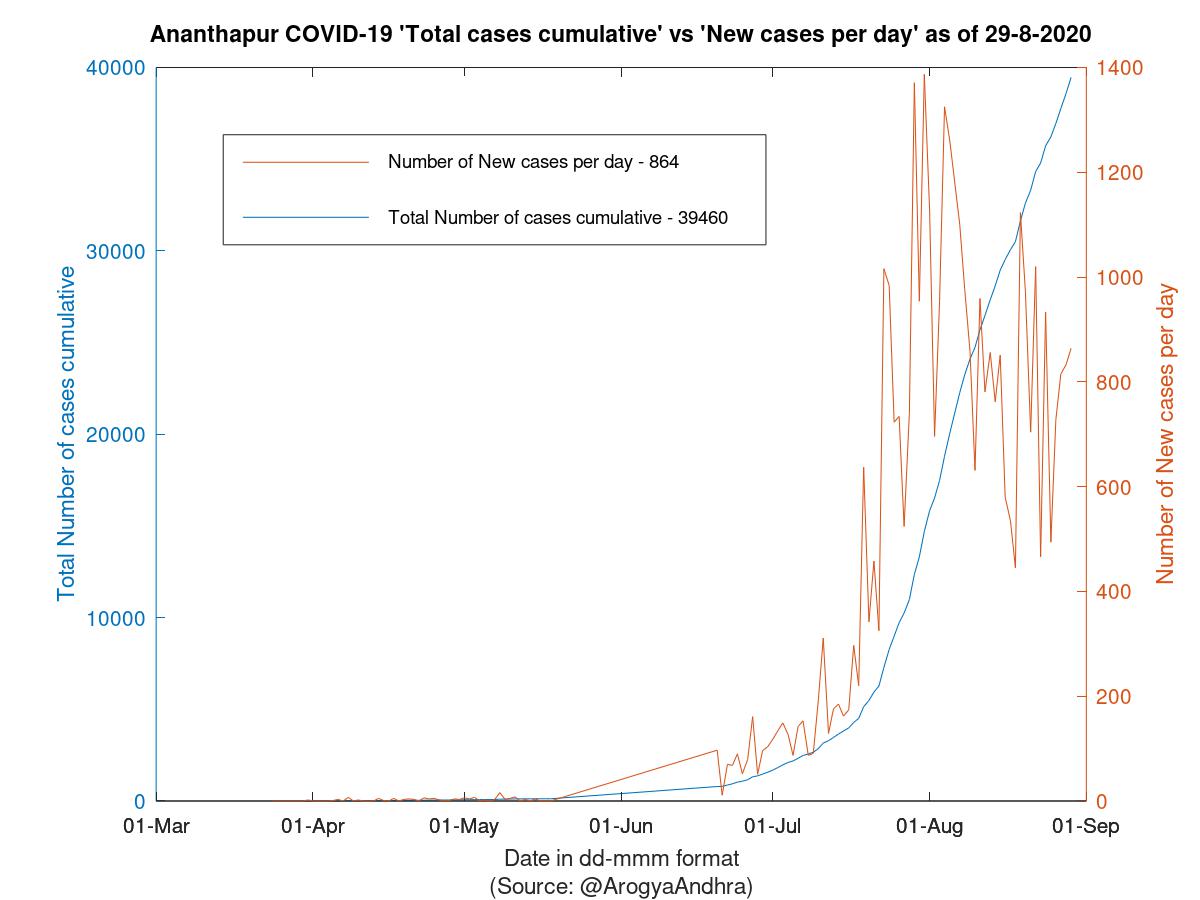 Ananthapur COVID-19 'Total cases cumulative' vs 'New cases per day' as of 29-8-2020
40000
30000
20000
10000
0
Total Number of cases cumulative
Number of New cases per day - 864
Total Number of cases cumulative - 39460
1400
1200
1000
800
600
400
200
0
Number of New cases per day
01-Mar 01-Apr 01-May 01-Jun 01-Jul 01-Aug 01-Sep
Date in dd-mmm format
(Source: @ArogyaAndhra)